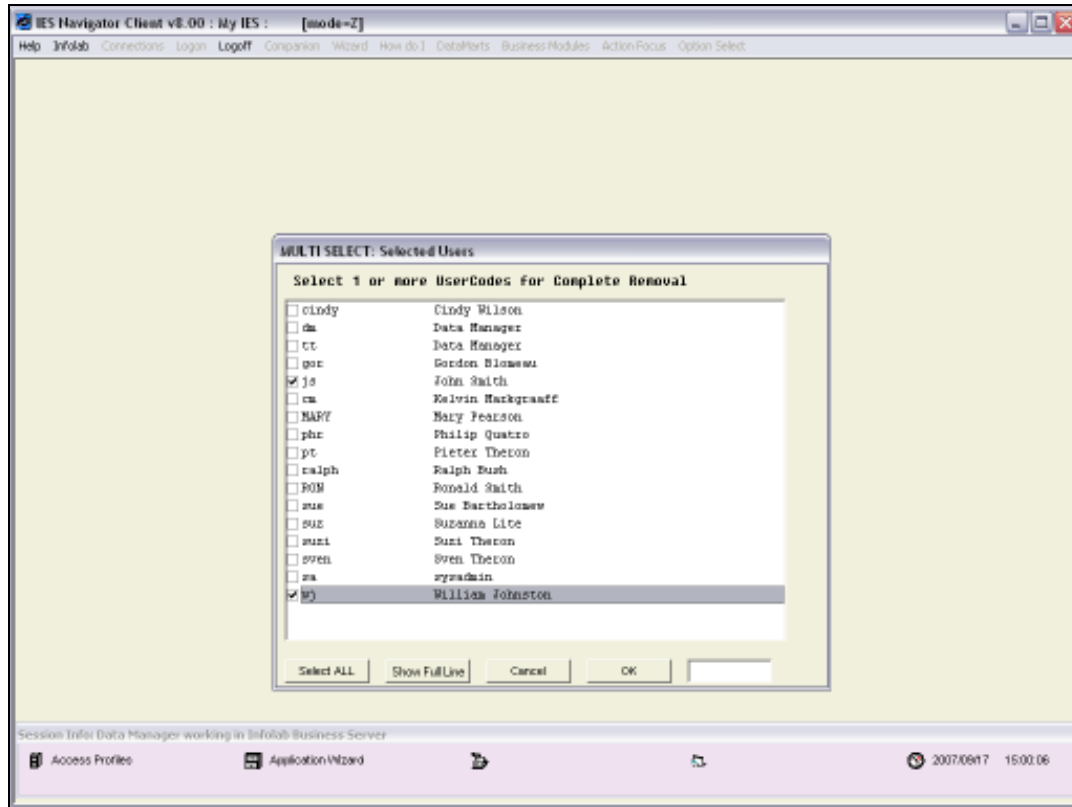 IES Navigator Client v8.00 : My IES : [mode=Z]
Help Infolab Connections Logon Logoff Companion Wizard How do I DataMarts Business Modules Action Focus Option Select
MULTI SELECT: Selected Users
Select 1 or more UserCodes for Complete Removal
cindy Cindy Wilson
dm Data Manager
tt Data Manager
gor Gordon
js John Smith
Kelvin Markgraaff
MARY Mary Pearson
phr Philip Quatro
pt Pieter Theron
ralph Ralph Bush
RON Ronald Smith
sue Sue Bartholomew
suz Suzanna Lite
suzi Suzi Theron
sven Sven Theron
sa sysadmin
wj William Johnston
Select ALL Show Full Line Cancel OK
Session Info: Data Manager working in Infolab Business Server
Access Profiles Application Wizard 2007/09/17 15:00:06